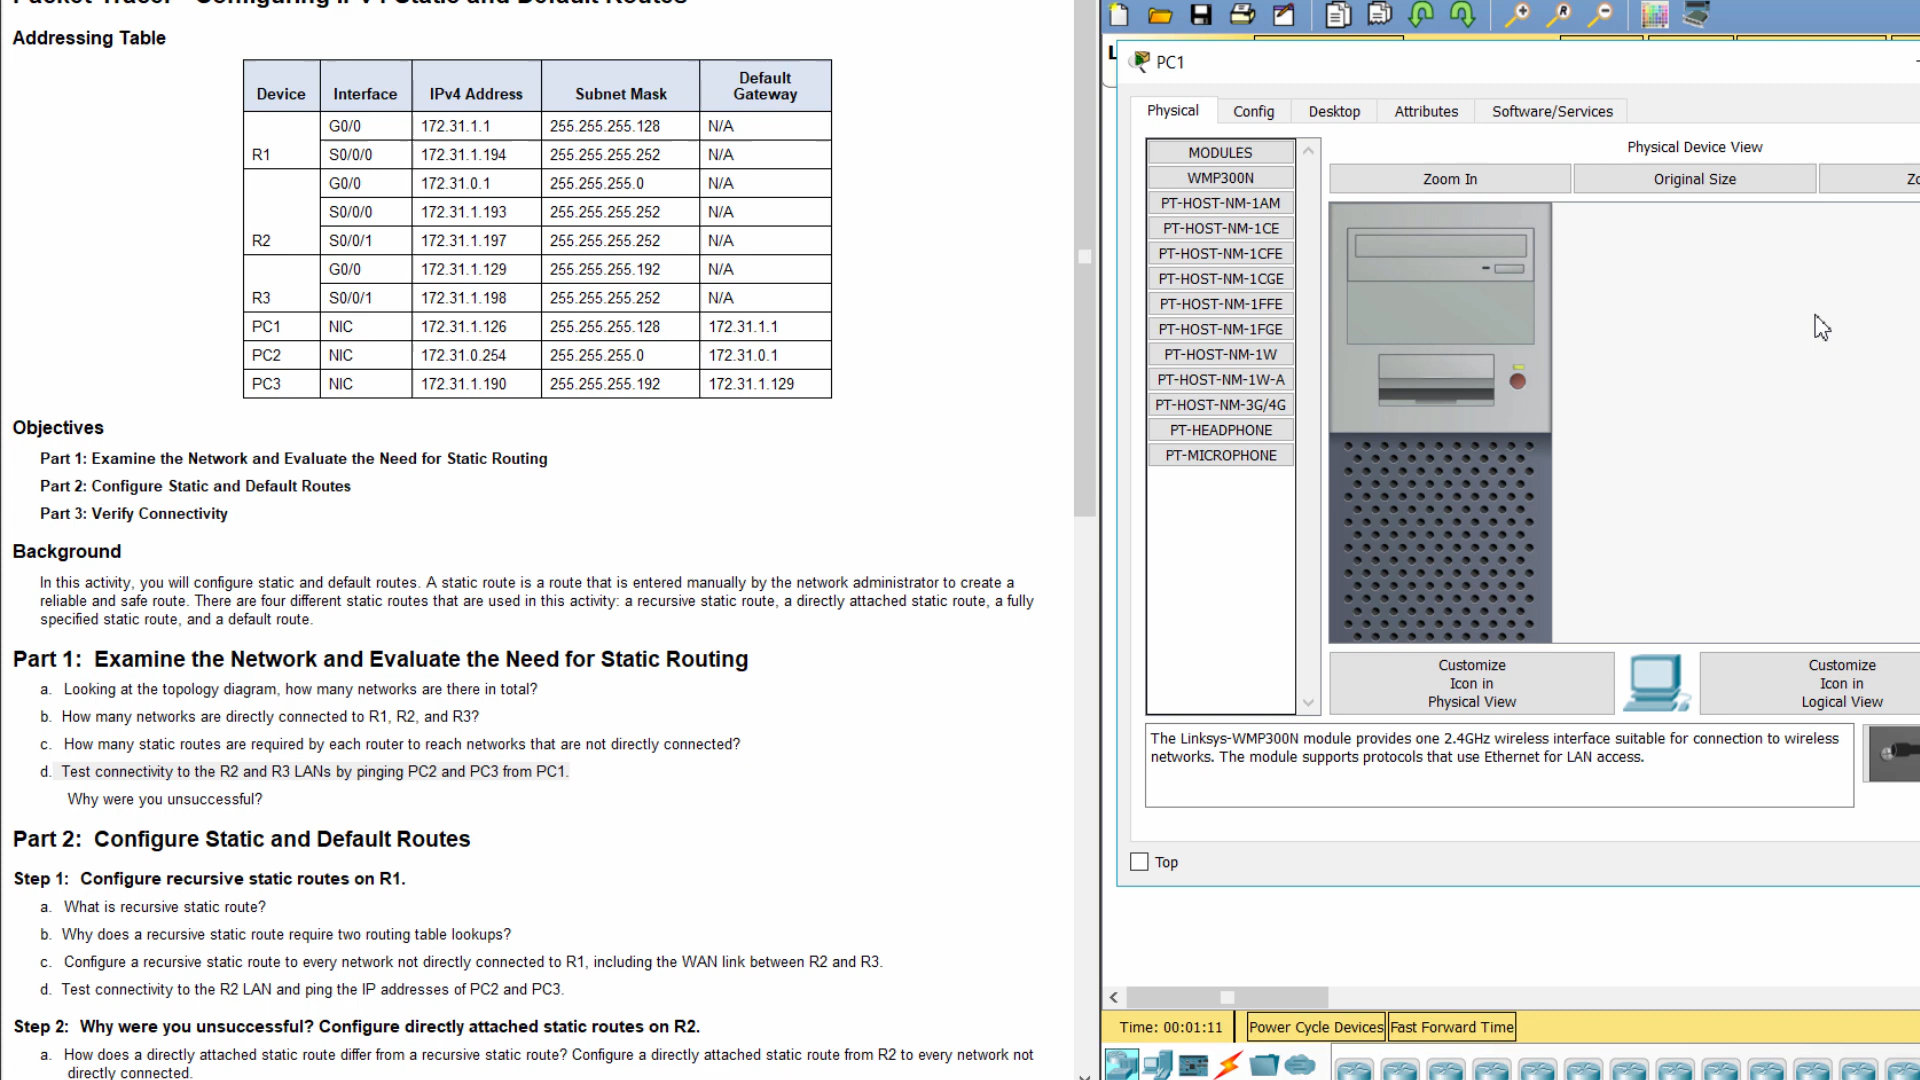 Packet Tracer - Configuring IPv4 Static and Default Routes
Addressing Table
Device Interface IPv4 Address Subnet Mask Default Gateway
R1 G0/0 172.31.1.1 255.255.255.128 N/A
S0/0/0 172.31.1.194 255.255.255.252 N/A
R2 G0/0 172.31.0.1 255.255.255.0 N/A
S0/0/0 172.31.1.193 255.255.255.252 N/A
S0/0/1 172.31.1.197 255.255.255.252 N/A
R3 G0/0 172.31.1.129 255.255.255.192 N/A
S0/0/1 172.31.1.198 255.255.255.252 N/A
PC1 NIC 172.31.1.126 255.255.255.128 172.31.1.1
PC2 NIC 172.31.0.254 255.255.255.0 172.31.0.1
PC3 NIC 172.31.1.190 255.255.255.192 172.31.1.129
Objectives
Part 1: Examine the Network and Evaluate the Need for Static Routing
Part 2: Configure Static and Default Routes
Part 3: Verify Connectivity
Background
In this activity, you will configure static and default routes. A static route is a route that is entered manually by the network administrator to create a
reliable and safe route. There are four different static routes that are used in this activity: a recursive static route, a directly attached static route, a fully
specified static route, and a default route.
Part 1: Examine the Network and Evaluate the Need for Static Routing
a. Looking at the topology diagram, how many networks are there in total?
b. How many networks are directly connected to R1, R2, and R3?
c. How many static routes are required by each router to reach networks that are not directly connected?
d. Test connectivity to the R2 and R3 LANs by pinging PC2 and PC3 from PC1.
Why were you unsuccessful?
Part 2: Configure Static and Default Routes
Step 1: Configure recursive static routes on R1.
a. What is recursive static route?
b. Why does a recursive static route require two routing table lookups?
c. Configure a recursive static route to every network not directly connected to R1, including the WAN link between R2 and R3.
d. Test connectivity to the R2 LAN and ping the IP addresses of PC2 and PC3.
Step 2: Why were you unsuccessful? Configure directly attached static routes on R2.
a. How does a directly attached static route differ from a recursive static route? Configure a directly attached static route from R2 to every network not
directly connected.
PC1
Physical Config Desktop Attributes Software/Services
MODULES
WMP300N
PT-HOST-NM-1AM
PT-HOST-NM-1CE
PT-HOST-NM-1CFE
PT-HOST-NM-1CGE
PT-HOST-NM-1FFE
PT-HOST-NM-1FGE
PT-HOST-NM-1W
PT-HOST-NM-1W-A
PT-HOST-NM-3G/4G
PT-HEADPHONE
PT-MICROPHONE
Physical Device View
Zoom In Original Size
Customize
Icon in
Physical View
Customize
Icon in
Logical View
The Linksys-WMP300N module provides one 2.4GHz wireless interface suitable for connection to wireless
networks. The module supports protocols that use Ethernet for LAN access.
Top
Time: 00:01:11 Power Cycle Devices Fast Forward Time